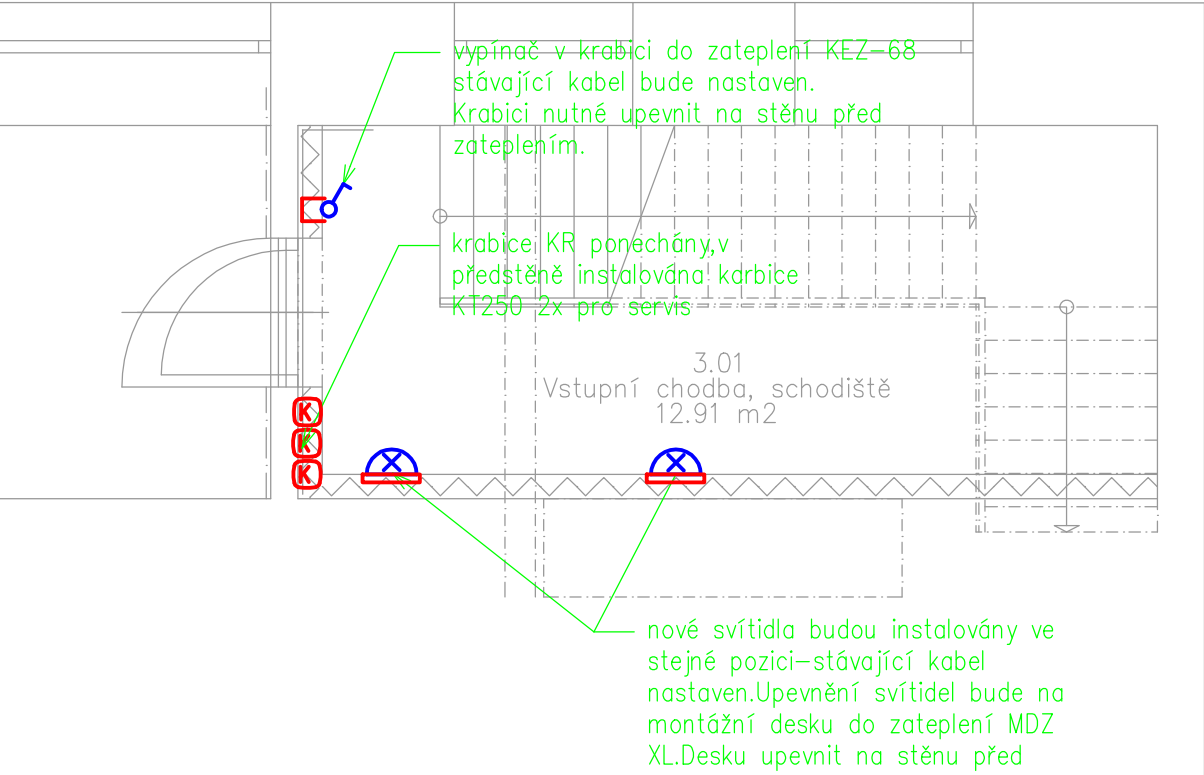 vypínač v krabici do zateplení KEZ-68
stávající kabel bude nastaven.
Krabici nutné upevnit na stěnu před
zateplením.
krabice KR ponechány,v
předstěně instalována karbice
KT250 2x pro servis
3.01
Vstupní chodba, schodiště
12.91 m2
K
K
K
nové svítidla budou instalovány ve
stejné pozici-stávající kabel
nastaven.Upevnění svítidel bude na
montážní desku do zateplení MDZ
XL.Desku upevnit na stěnu před